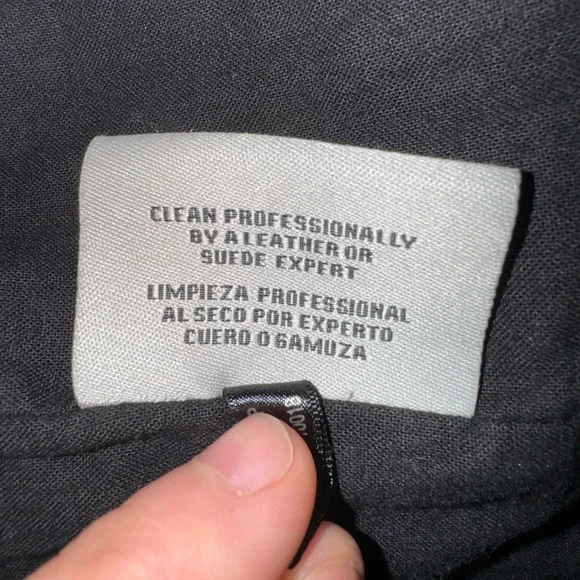 CLEAN PROFESSIONALLY
BY A LEATHER OR
SUEDE EXPERT
LIMPIEZA PROFESSIONAL
AL SECO POR EXPERTO
CUERO O GAMUZA